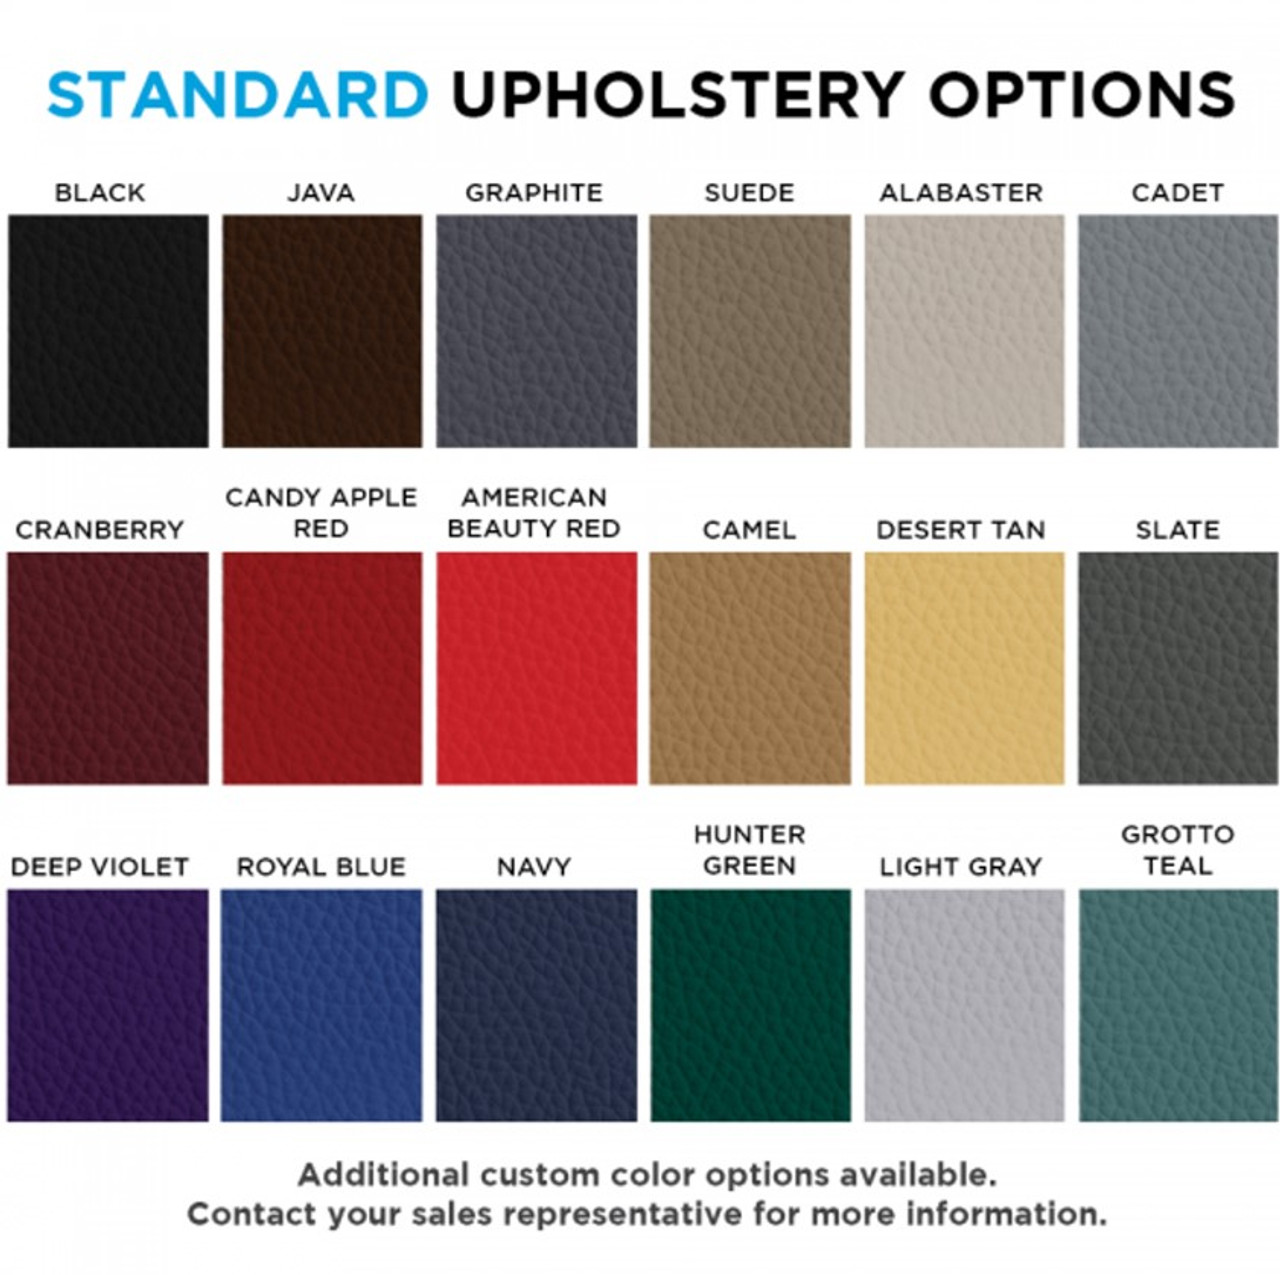 STANDARD UPHOLSTERY OPTIONS
BLACK JAVA GRAPHITE SUEDE ALABASTER CADET
CRANBERRY
CANDY APPLE
RED
AMERICAN
BEAUTY RED
CAMEL
DESERT TAN
SLATE
DEEP VIOLET
ROYAL BLUE
NAVY
HUNTER
GREEN
LIGHT GRAY
GROTTO
TEAL
Additional custom color options available.
Contact your sales representative for more information.